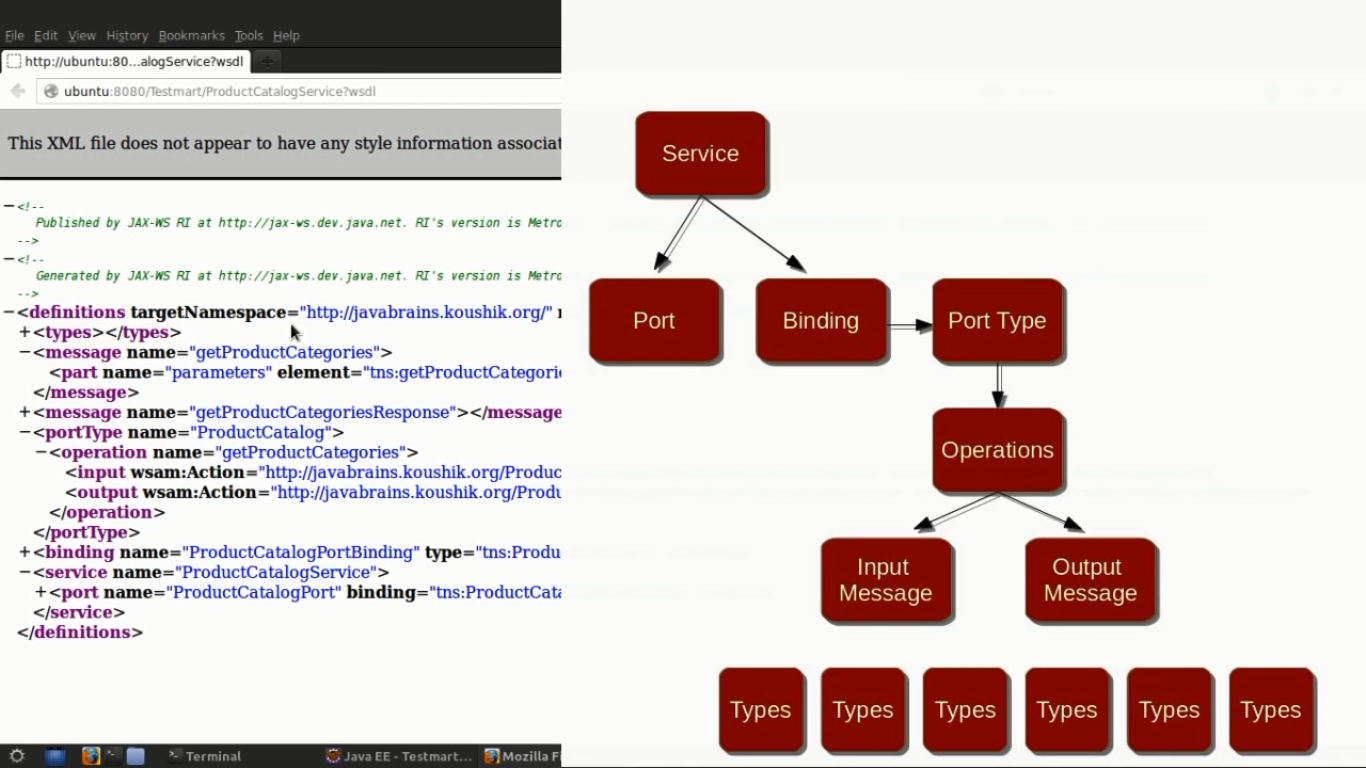 File Edit View History Bookmarks Tools Help
http://ubuntu:80...alogService?wsdl
ubuntu:8080/Testmart/ProductCatalogService?wsdl
This XML file does not appear to have any style information
<!--
Published by JAX-WS RI at http://jax-ws.dev.java.net. RI's version is
-->
<!--
Generated by JAX-WS RI at http://jax-ws.dev.java.net. RI's version is
-->
<definitions targetNamespace="http://javabrains.koushik.org/"
+<types></types>
−<message name="getProductCategories">
<part name="parameters" element="tns:getProductCategori
</message>
+<message name="getProductCategoriesResponse"></message
−<portType name="ProductCatalog">
−<operation name="getProductCategories">
<input wsam:Action="http://javabrains.koushik.org/Produc
<output wsam:Action="http://javabrains.koushik.org/Produ
</operation>
</portType>
+<binding name="ProductCatalogPortBinding" type="tns:Produ
−<service name="ProductCatalogService">
+<port name="ProductCatalogPort" binding="tns:ProductCata
</service>
</definitions>
Terminal
Java EE - Testmart...
Mozilla
Service
Port
Binding
Port Type
Operations
Input
Message
Output
Message
Types Types Types Types Types Types